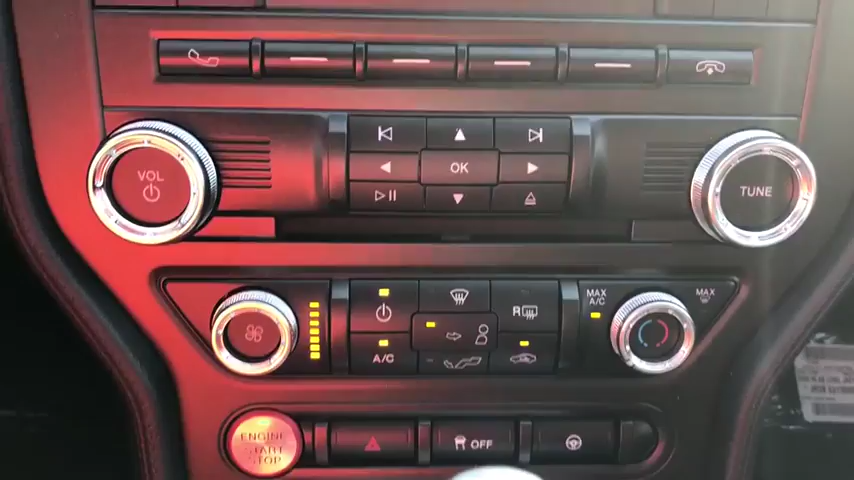 VOL
OK
TUNE
MAX
A/C
R
MAX
A/C
ENGINE
START
STOP
OFF